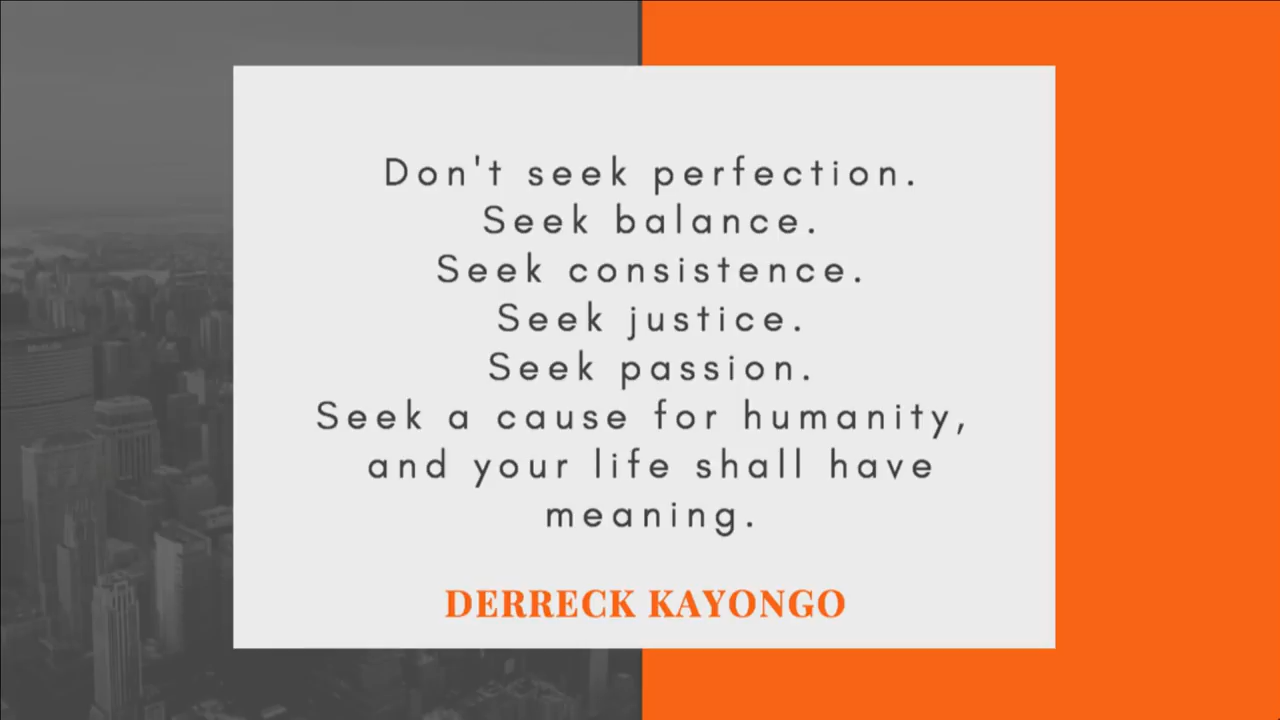 Don't seek perfection.
Seek balance.
Seek consistence.
Seek justice.
Seek passion.
Seek a cause for humanity,
and your life shall have
meaning.
DERRECK KAYONGO